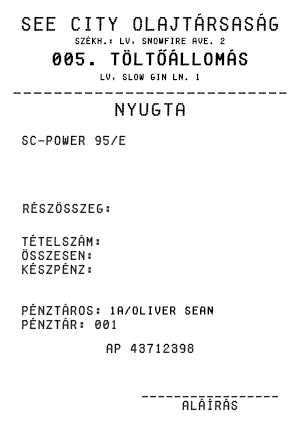 SEE CITY OLAJTÁRSASÁG
SZÉKH.: LV, SNOWFIRE AVE. 2
005. TÖLTŐÁLLOMÁS
LV, SLOW GIN LN. 1
NYUGTA
SC-POWER 95/E
RÉSZÖSSZEG:
TÉTELSZÁM:
ÖSSZESEN:
KÉSZPÉNZ:
PÉNZTÁROS: 1A/OLIVER SEAN
PÉNZTÁR: 001
AP 43712398
ALÁÍRÁS